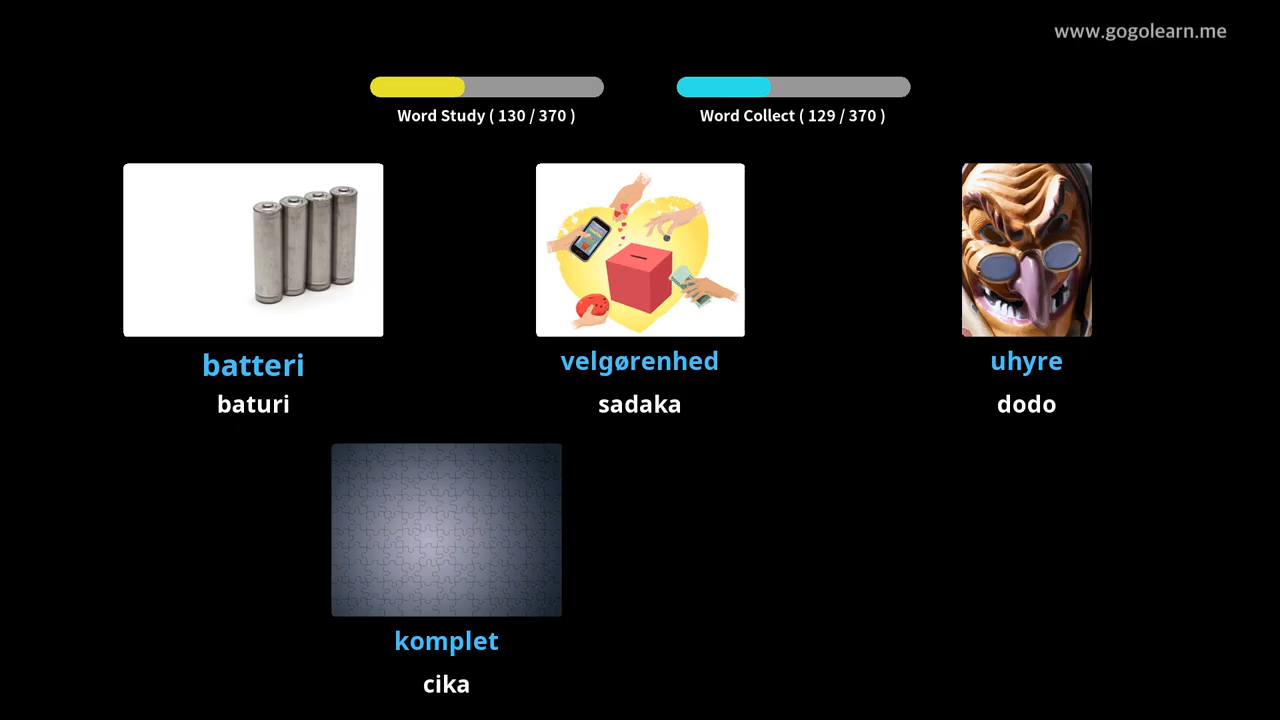 www.gogolearn.me
Word Study ( 130 / 370 )
Word Collect ( 129 / 370 )
batteri
baturi
velgørenhed
sadaka
uhyre
dodo
komplet
cika